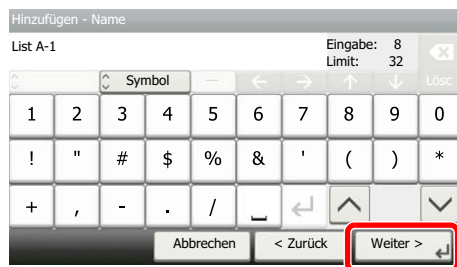 Hinzufügen - Name
List A-1
Eingabe: 8
Limit: 32
Symbol
Lösc
1 2 3 4 5 6 7 8 9 0
! " # $ % & ' ( ) *
+ , - . / _
Abbrechen < Zurück Weiter >